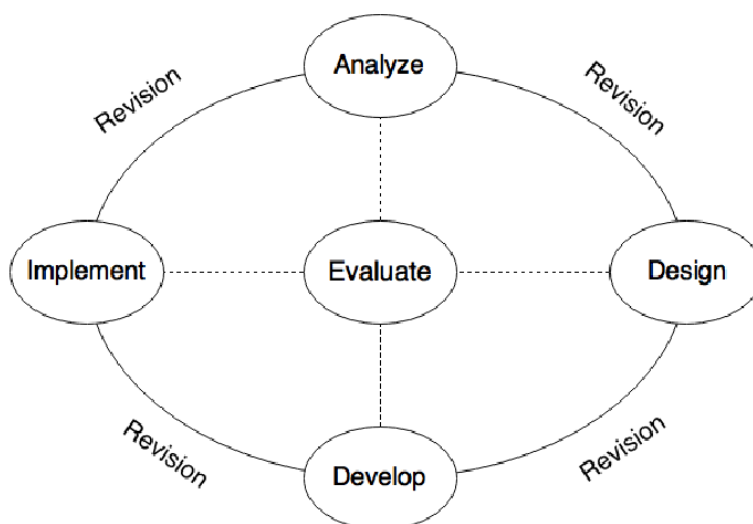 Analyze
Revision
Revision
Implement
Evaluate
Design
Revision
Revision
Develop